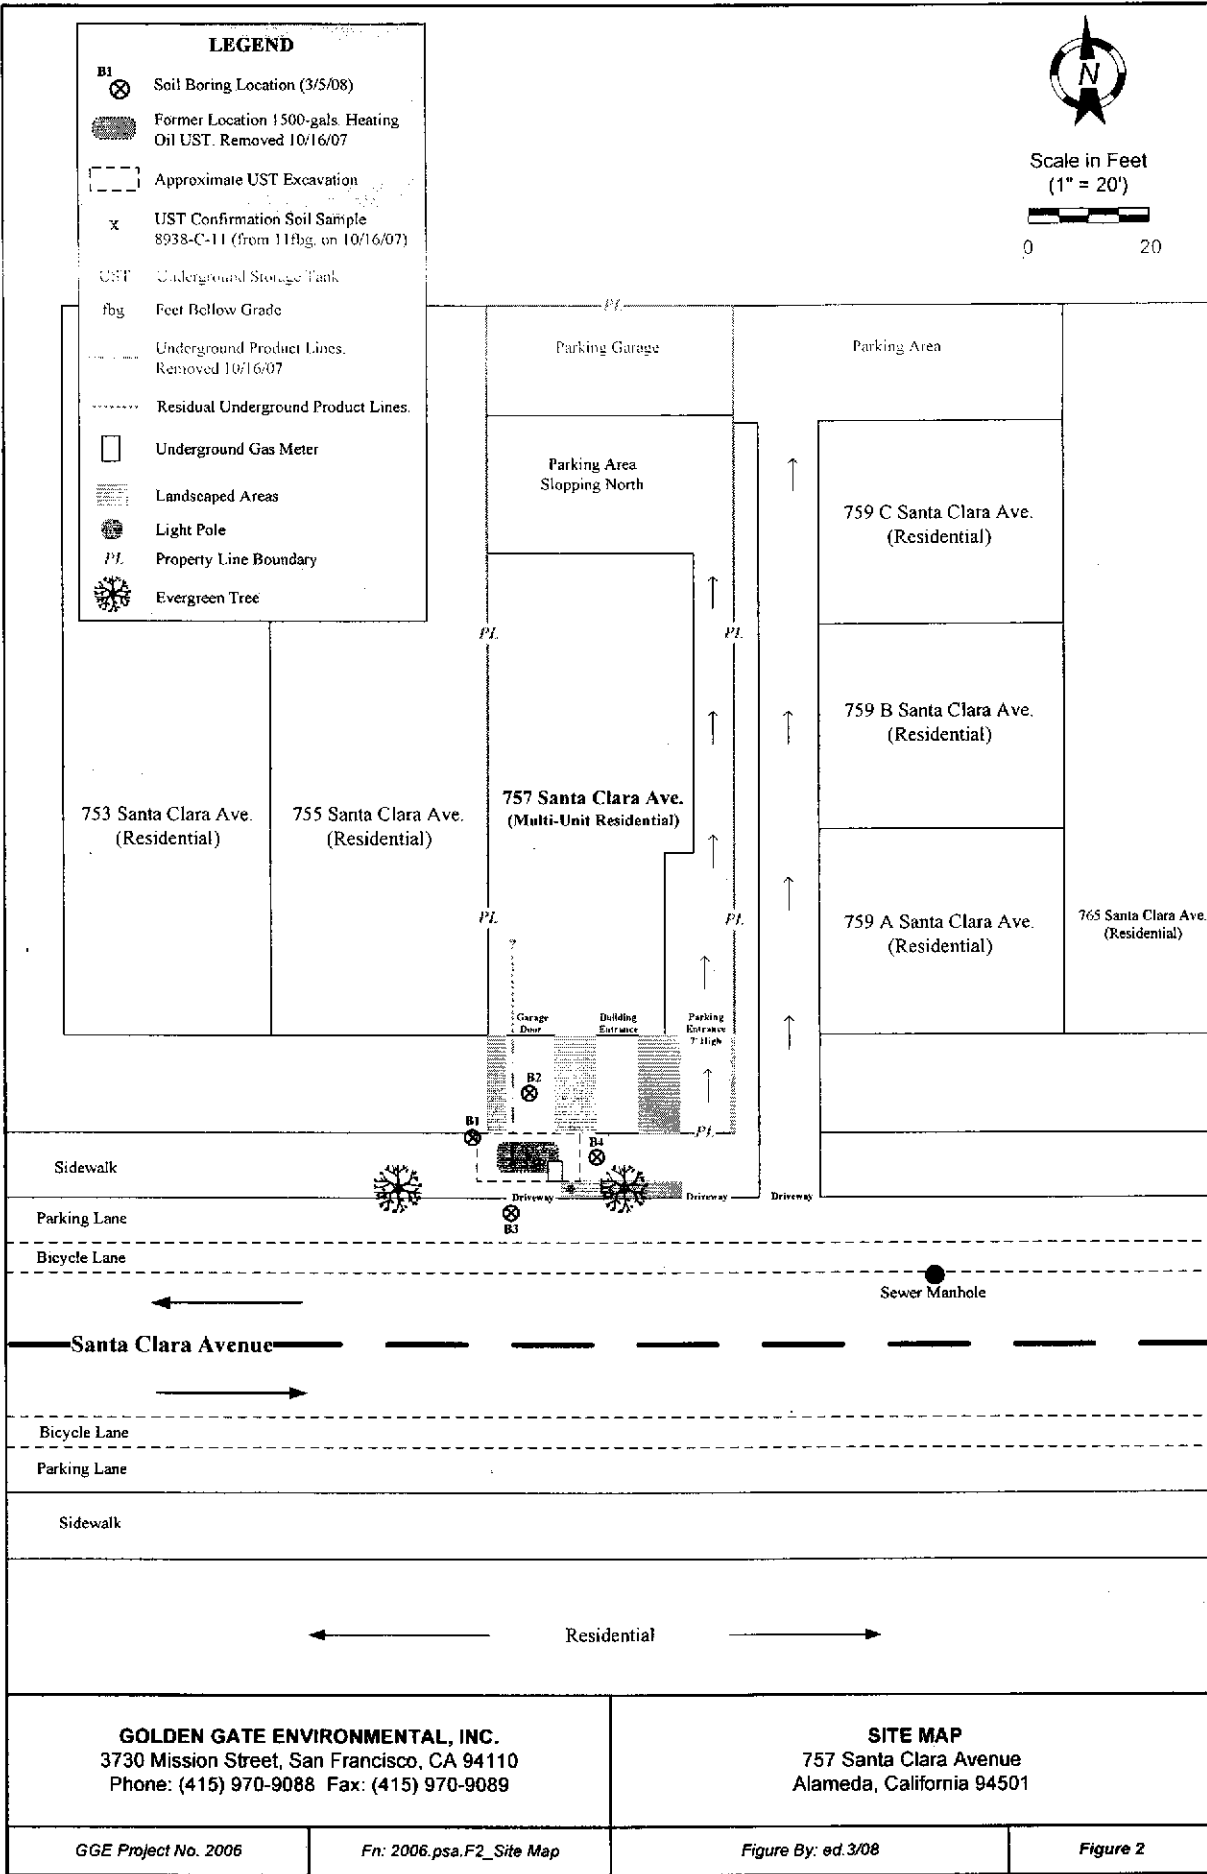 LEGEND
B1
Soil Boring Location (3/5/08)
Former Location 1500-gals. Heating
Oil UST. Removed 10/16/07
Approximate UST Excavation
x
UST Confirmation Soil Sample
8938-C-11 (from 11fbg. on 10/16/07)
UST Underground Storage Tank
fbg Feet Bellow Grade
Underground Product Lines.
Removed 10/16/07
Residual Underground Product Lines.
Underground Gas Meter
Landscaped Areas
Light Pole
PL Property Line Boundary
Evergreen Tree
N
Scale in Feet
(1" = 20')
0 20
PL
Parking Garage
Parking Area
Parking Area
Slopping North
759 C Santa Clara Ave.
(Residential)
PL
PL
759 B Santa Clara Ave.
(Residential)
753 Santa Clara Ave.
(Residential)
755 Santa Clara Ave.
(Residential)
757 Santa Clara Ave.
(Multi-Unit Residential)
PL
PL
759 A Santa Clara Ave.
(Residential)
765 Santa Clara Ave.
(Residential)
?
Garage
Door
Building
Entrance
Parking
Entrance
7' High
B2
B1
PL
B4
Sidewalk
Driveway
Driveway
Driveway
B3
Parking Lane
Bicycle Lane
Sewer Manhole
Santa Clara Avenue
Bicycle Lane
Parking Lane
Sidewalk
Residential
GOLDEN GATE ENVIRONMENTAL, INC.
3730 Mission Street, San Francisco, CA 94110
Phone: (415) 970-9088 Fax: (415) 970-9089
SITE MAP
757 Santa Clara Avenue
Alameda, California 94501
GGE Project No. 2006
Fn: 2006.psa.F2_Site Map
Figure By: ed.3/08
Figure 2